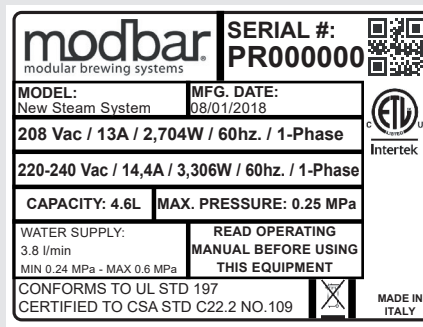 modbar
modular brewing systems
SERIAL #:
PR000000
MODEL:
New Steam System
MFG. DATE:
08/01/2018
208 Vac / 13A / 2,704W / 60hz. / 1-Phase
220-240 Vac / 14,4A / 3,306W / 60hz. / 1-Phase
CAPACITY: 4.6L
MAX. PRESSURE: 0.25 MPa
WATER SUPPLY:
3.8 l/min
MIN 0.24 MPa - MAX 0.6 MPa
READ OPERATING
MANUAL BEFORE USING
THIS EQUIPMENT
CONFORMS TO UL STD 197
CERTIFIED TO CSA STD C22.2 NO.109
C ETL US
LISTED
Intertek
MADE IN
ITALY